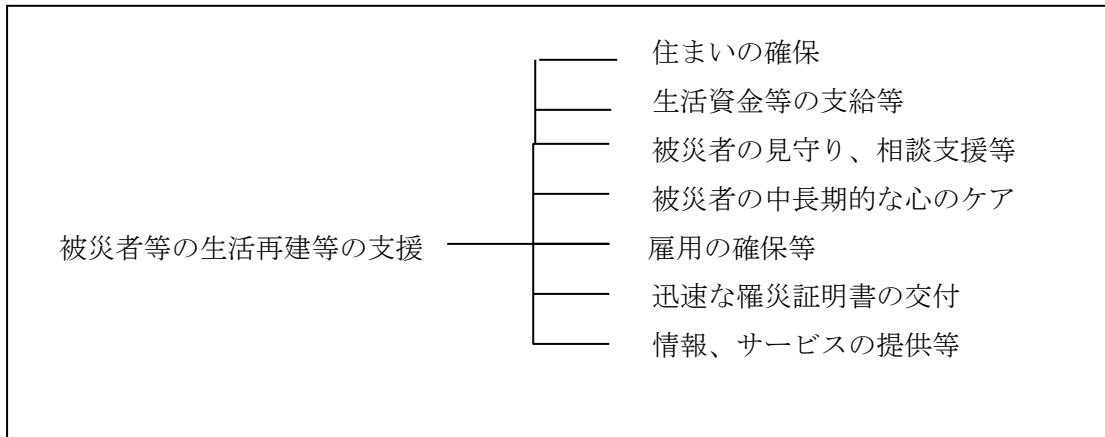 住まいの確保
生活資金等の支給等
被災者の見守り、相談支援等
被災者の中長期的な心のケア
被災者等の生活再建等の支援
雇用の確保等
迅速な罹災証明書の交付
情報、サービスの提供等